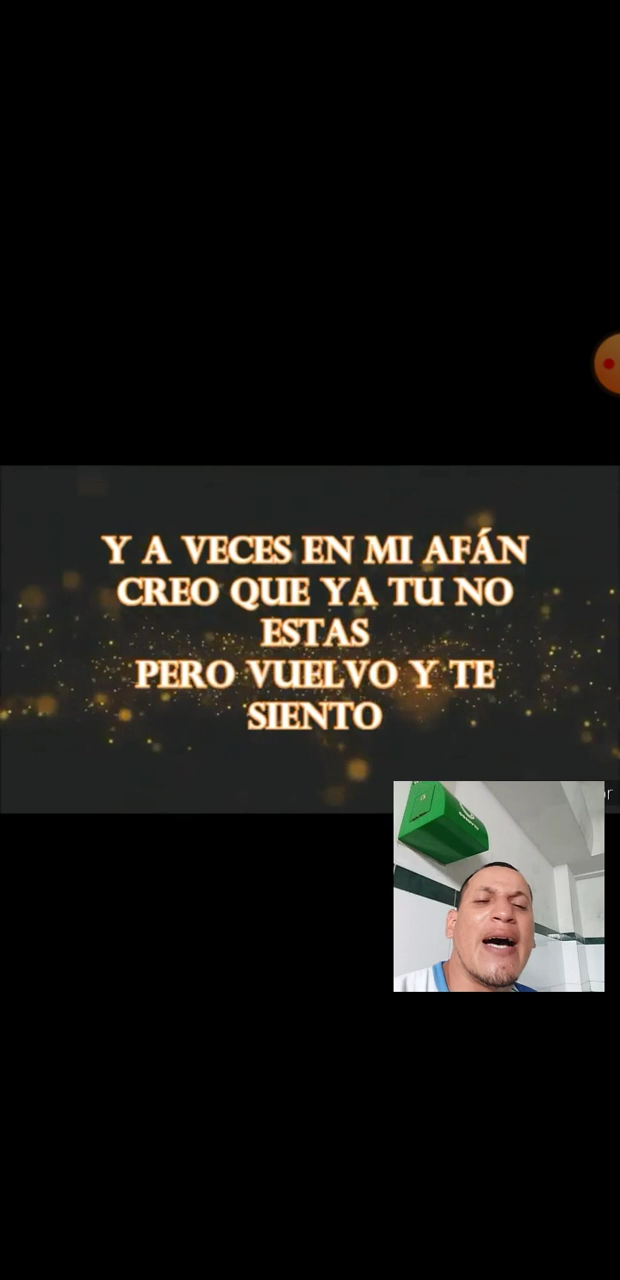 Y A VECES EN MI AFÁN
CREO QUE YA TU NO
ESTAS
PERO VUELVO Y TE
SIENTO